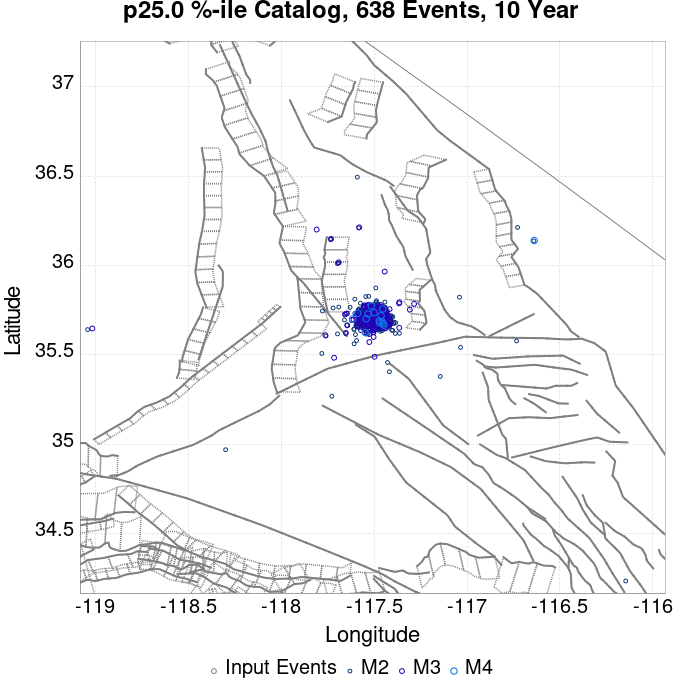 p25.0 %-ile Catalog, 638 Events, 10 Year
37
36.5
36
35.5
35
34.5
Latitude
-119
-118.5
-118
-117.5
-117
-116.5
-116
Longitude
Input Events
M2
M3
M4